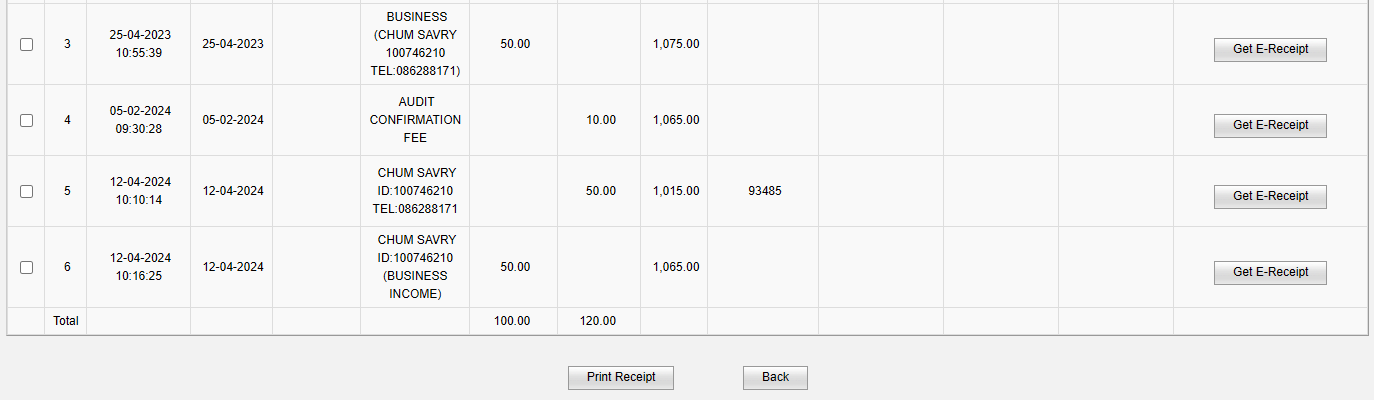 BUSINESS
(CHUM SAVRY
100746210
TEL:086288171)
3
25-04-2023
10:55:39
25-04-2023
50.00
1,075.00
Get E-Receipt
AUDIT
CONFIRMATION
FEE
4
05-02-2024
09:30:28
05-02-2024
10.00
1,065.00
Get E-Receipt
CHUM SAVRY
ID:100746210
TEL:086288171
5
12-04-2024
10:10:14
12-04-2024
50.00
1,015.00
93485
Get E-Receipt
CHUM SAVRY
ID:100746210
(BUSINESS
INCOME)
6
12-04-2024
10:16:25
12-04-2024
50.00
1,065.00
Get E-Receipt
Total
100.00
120.00
Print Receipt
Back